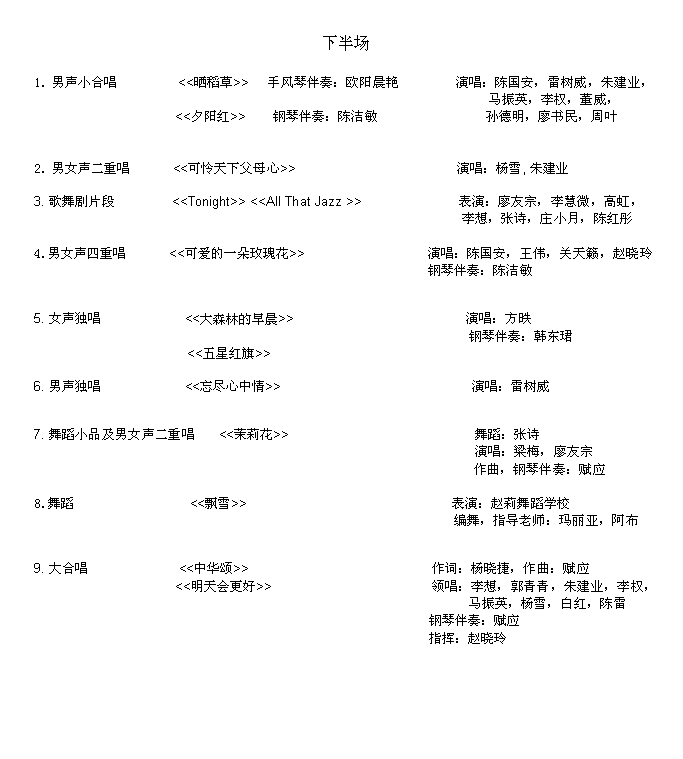 下半场
1. 男声小合唱 <<晒稻草>> 手风琴伴奏：欧阳晨艳 演唱：陈国安，雷树威，朱建业，
马振英，李权，董威，
<<夕阳红>> 钢琴伴奏：陈洁敏 孙德明，廖书民，周叶
2. 男女声二重唱 <<可怜天下父母心>> 演唱：杨雪，朱建业
3. 歌舞剧片段 <<Tonight>> <<All That Jazz >> 表演：廖友宗，李慧微，高虹，
李想，张诗，庄小月，陈红彤
4. 男女声四重唱 <<可爱的一朵玫瑰花>> 演唱：陈国安，王伟，关天籁，赵晓玲
钢琴伴奏：陈洁敏
5. 女声独唱 <<大森林的早晨>> 演唱：方昳
钢琴伴奏：韩东珺
<<五星红旗>>
6. 男声独唱 <<忘尽心中情>> 演唱：雷树威
7. 舞蹈小品及男女声二重唱 <<茉莉花>> 舞蹈：张诗
演唱：梁梅，廖友宗
作曲，钢琴伴奏：赋应
8. 舞蹈 <<飘雪>> 表演：赵莉舞蹈学校
编舞，指导老师：玛丽亚，阿布
9. 大合唱 <<中华颂>> 作词：杨晓捷，作曲：赋应
<<明天会更好>> 领唱：李想，郭青青，朱建业，李权，
马振英，杨雪，白红，陈雷
钢琴伴奏：赋应
指挥：赵晓玲